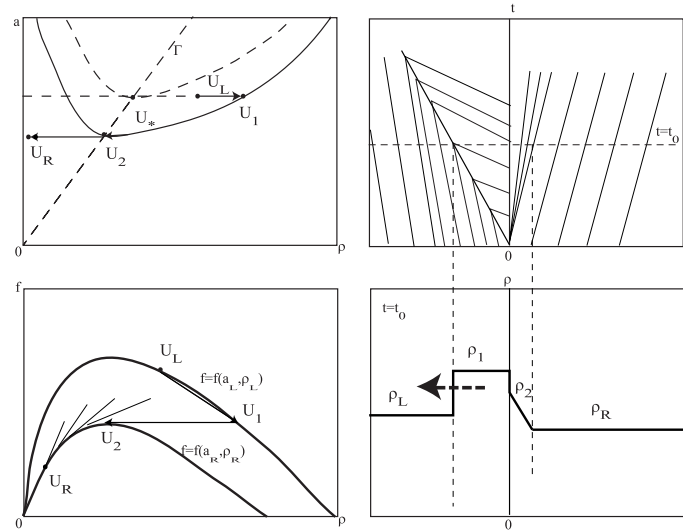 a
Γ
U_L
U_*
U_1
U_2
U_R
0
ρ
t
t=t_0
0
f
U_L
f=f(a_L,ρ_L)
U_1
U_2
f=f(a_R,ρ_R)
U_R
0
ρ
ρ
t=t_0
ρ_1
ρ_2
ρ_L
ρ_R
0